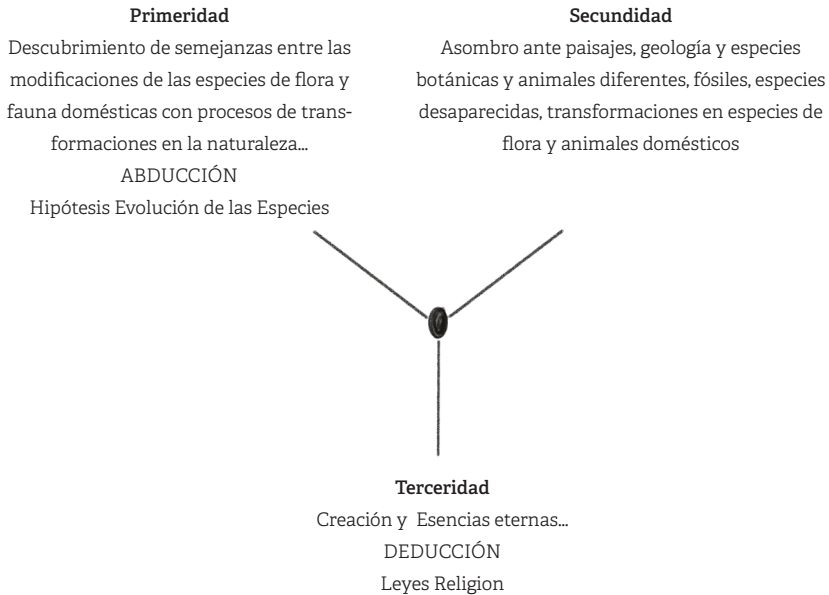 Primeridad
Descubrimiento de semejanzas entre las
modificaciones de las especies de flora y
fauna domésticas con procesos de trans-
formaciones en la naturaleza...
ABDUCCIÓN
Hipótesis Evolución de las Especies
Secundidad
Asombro ante paisajes, geología y especies
botánicas y animales diferentes, fósiles, especies
desaparecidas, transformaciones en especies de
flora y animales domésticos
Terceridad
Creación y Esencias eternas...
DEDUCCIÓN
Leyes Religion